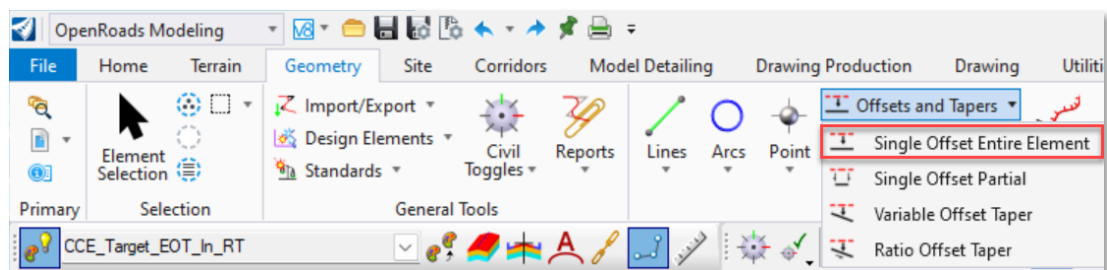 OpenRoads Modeling
File Home Terrain Geometry Site Corridors Model Detailing Drawing Production Drawing Utiliti
Import/Export
Design Elements
Standards
Element
Selection
Civil
Toggles
Reports
Lines
Arcs
Point
Offsets and Tapers
Single Offset Entire Element
Single Offset Partial
Variable Offset Taper
Ratio Offset Taper
Primary Selection General Tools
CCE_Target_EOT_In_RT